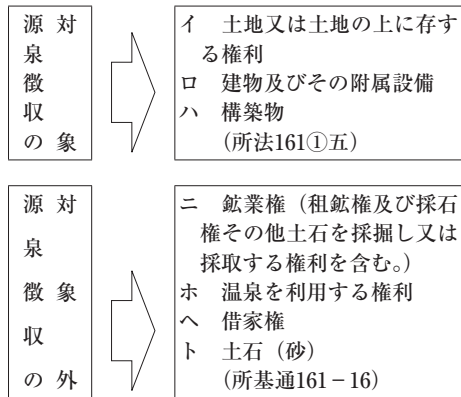 源泉徴収の
対象
イ　土地又は土地の上に存す
る権利
ロ　建物及びその附属設備
ハ　構築物
(所法161①五)
源泉徴収の
対象外
ニ　鉱業権（租鉱権及び採石
権その他土石を採掘し又は
採取する権利を含む。）
ホ　温泉を利用する権利
ヘ　借家権
ト　土石（砂）
(所基通161－16)